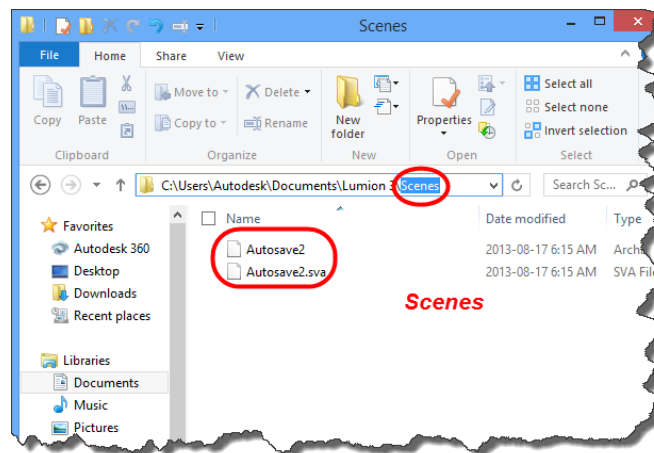 Scenes
File Home Share View
Copy Paste
Move to Delete
Copy to Rename
New folder
Properties
Select all
Select none
Invert selection
Clipboard Organize New Open Select
C:\Users\Autodesk\Documents\Lumion 3\Scenes
Search Sc...
Favorites
Autodesk 360
Desktop
Downloads
Recent places
Libraries
Documents
Music
Pictures
Name Date modified Type
Autosave2 2013-08-17 6:15 AM
Autosave2.sva 2013-08-17 6:15 AM SVA File
Scenes